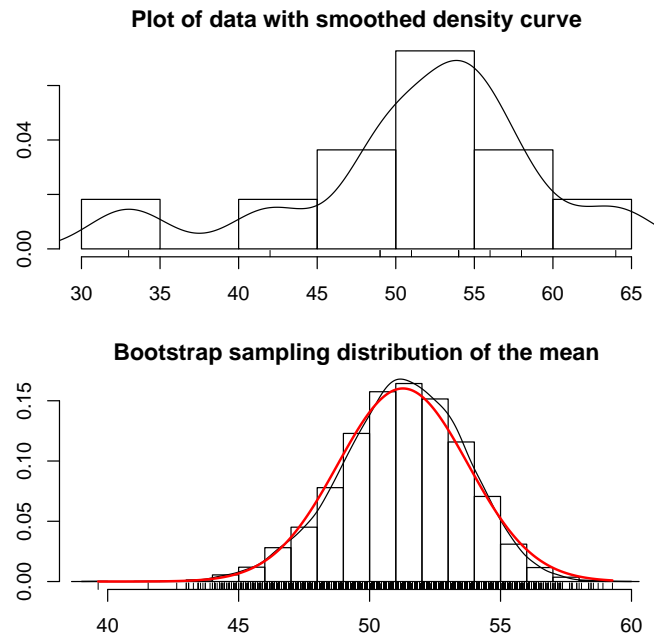 Plot of data with smoothed density curve
0.04
0.00
30 35 40 45 50 55 60 65
Bootstrap sampling distribution of the mean
0.15
0.10
0.05
0.00
40 45 50 55 60